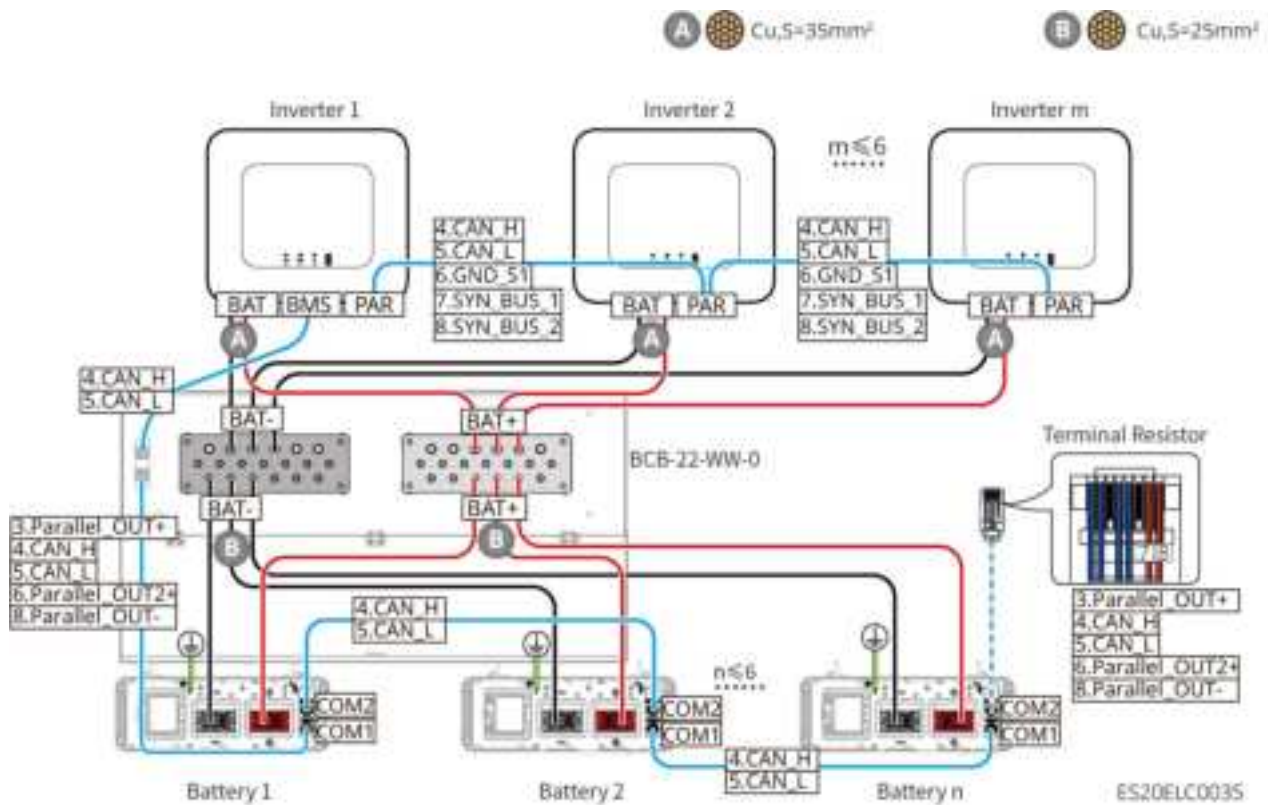 A Cu,S=35mm²
B Cu,S=25mm²
Inverter 1
Inverter 2
Inverter m
m≤6
4.CAN_H
5.CAN_L
6.GND_S1
7.SYN_BUS_1
8.SYN_BUS_2
4.CAN_H
5.CAN_L
6.GND_S1
7.SYN_BUS_1
8.SYN_BUS_2
BAT
BMS
PAR
BAT
PAR
BAT
PAR
A
A
A
4.CAN_H
5.CAN_L
BAT-
BAT+
BCB-22-WW-0
Terminal Resistor
BAT-
BAT+
B
B
3.Parallel_OUT+
4.CAN_H
5.CAN_L
6.Parallel_OUT2+
8.Parallel_OUT-
7 8
3.Parallel_OUT+
4.CAN_H
5.CAN_L
6.Parallel_OUT2+
8.Parallel_OUT-
4.CAN_H
5.CAN_L
n≤6
COM2
COM1
COM2
COM1
COM2
COM1
4.CAN_H
5.CAN_L
Battery 1
Battery 2
Battery n
ES20ELC003S